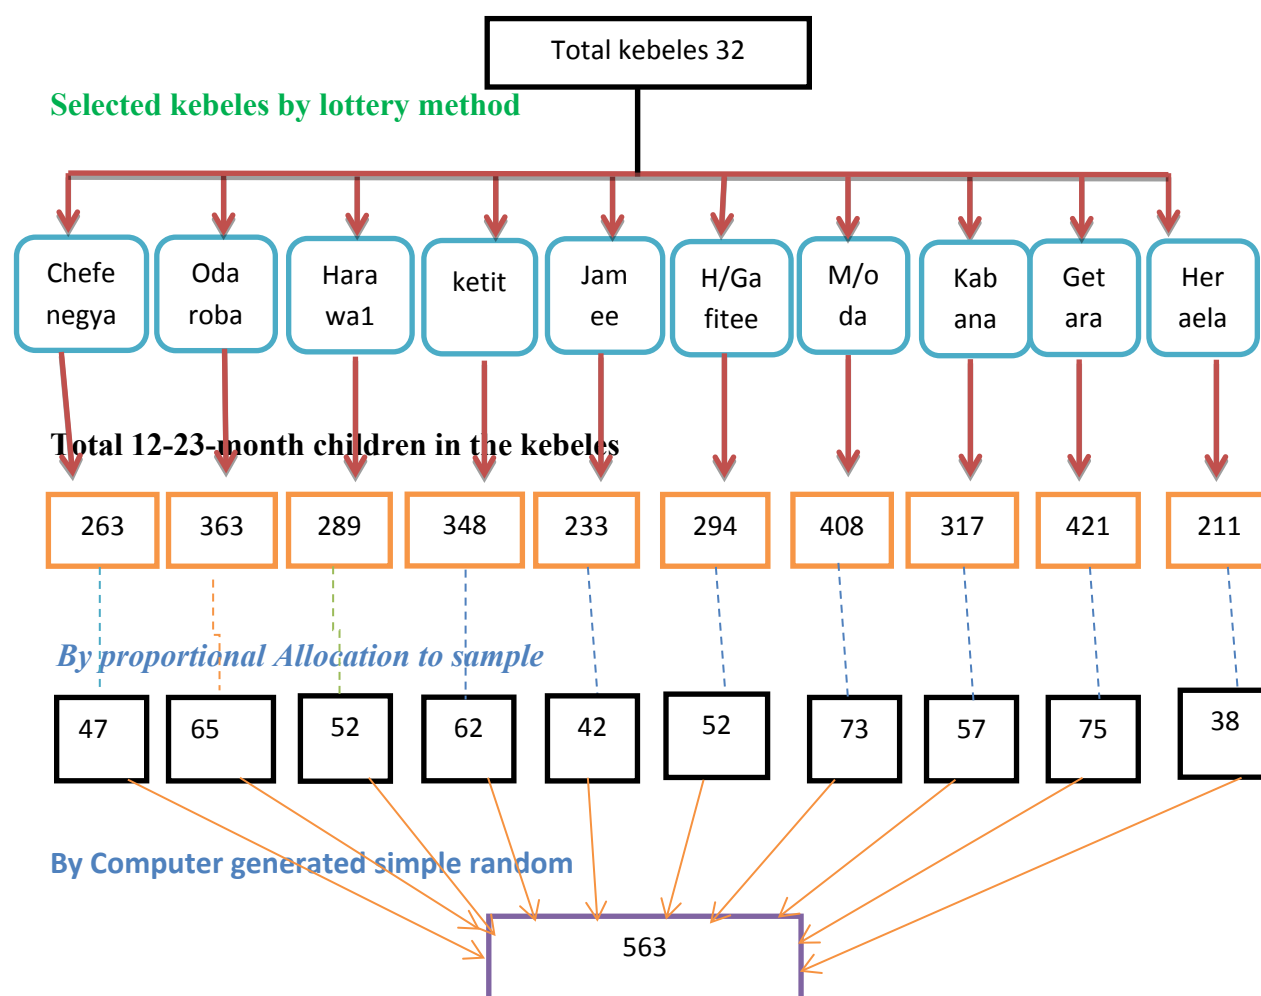 Total kebeles 32
Selected kebeles by lottery method
Chefe
negya
Oda
roba
Hara
wa1
ketit
Jam
ee
H/Ga
fitee
M/o
da
Kab
ana
Get
ara
Her
aela
Total 12-23-month children in the kebeles
263
363
289
348
233
294
408
317
421
211
By proportional Allocation to sample
47
65
52
62
42
52
73
57
75
38
By Computer generated simple random
563